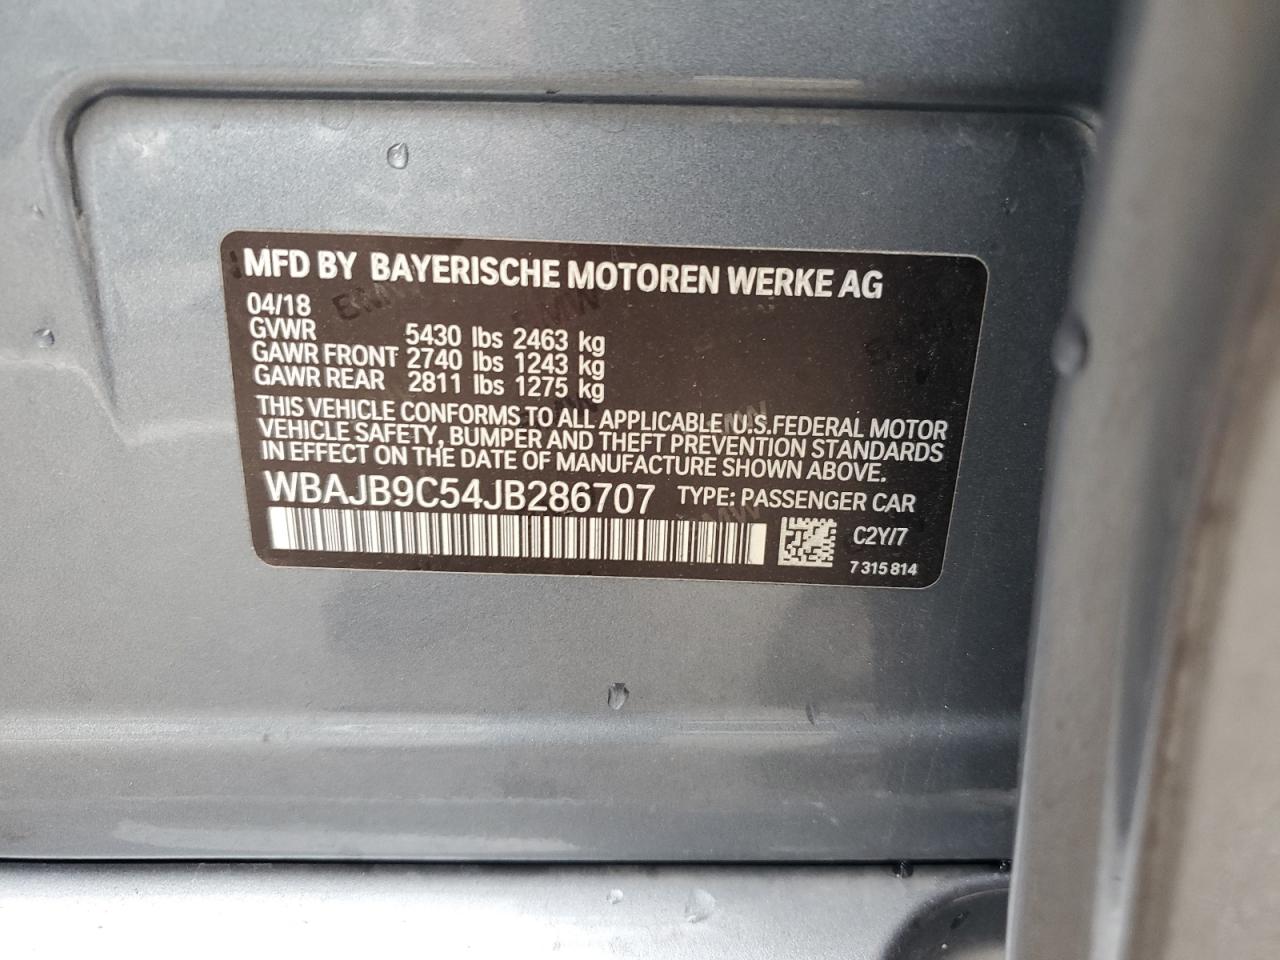 MFD BY BAYERISCHE MOTOREN WERKE AG
04/18
GVWR 5430 lbs 2463 kg
GAWR FRONT 2740 lbs 1243 kg
GAWR REAR 2811 lbs 1275 kg
THIS VEHICLE CONFORMS TO ALL APPLICABLE U.S.FEDERAL MOTOR
VEHICLE SAFETY, BUMPER AND THEFT PREVENTION STANDARDS
IN EFFECT ON THE DATE OF MANUFACTURE SHOWN ABOVE.
WBAJB9C54JB286707 TYPE: PASSENGER CAR
C2Y/7
7 315 814